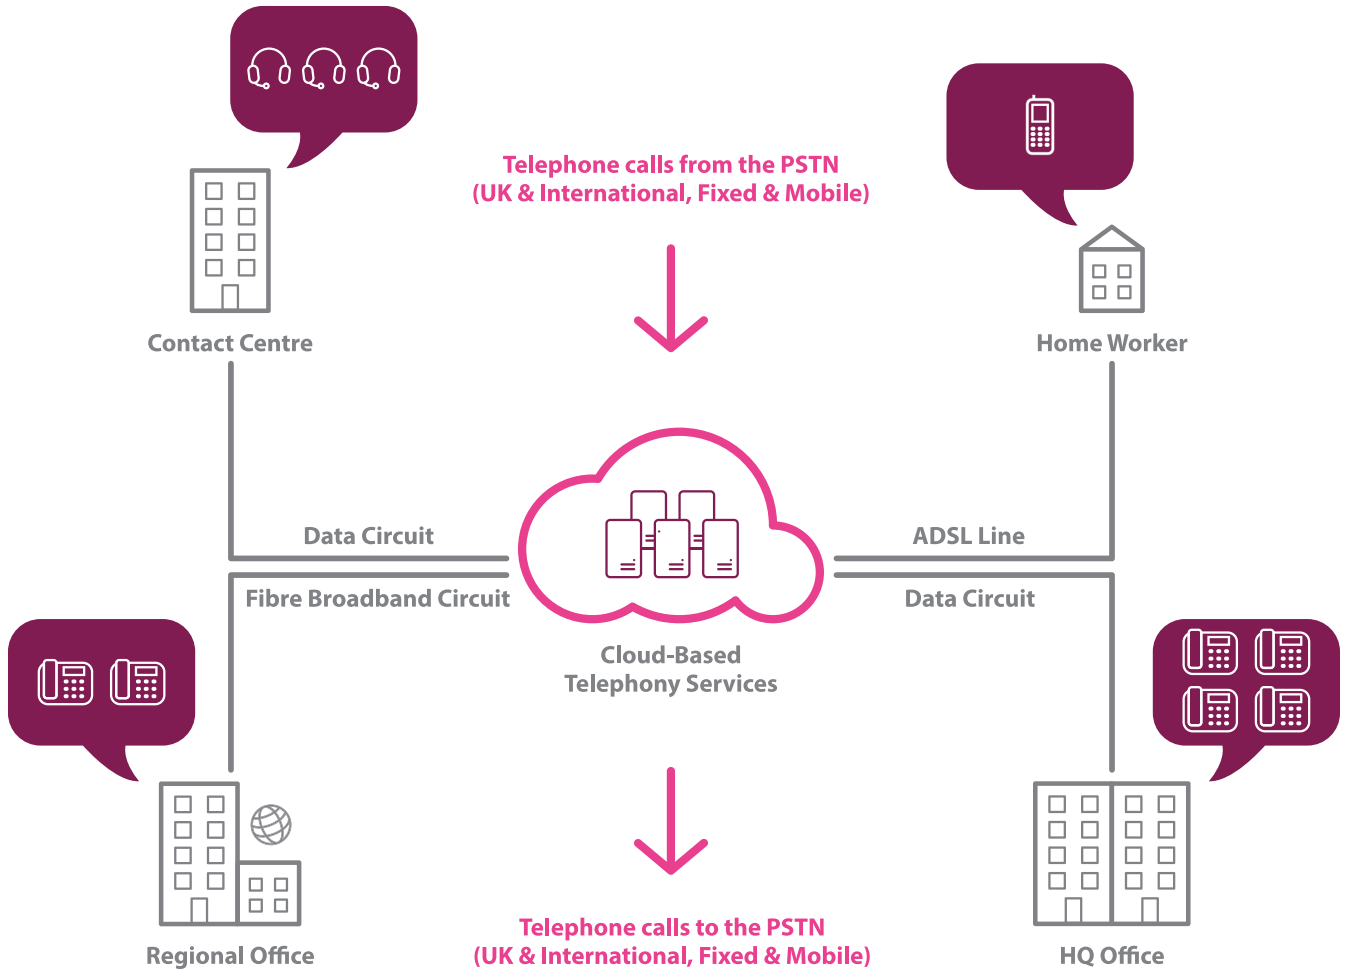 Telephone calls from the PSTN
(UK & International, Fixed & Mobile)
Contact Centre
Home Worker
Data Circuit
ADSL Line
Fibre Broadband Circuit
Data Circuit
Cloud-Based
Telephony Services
Telephone calls to the PSTN
(UK & International, Fixed & Mobile)
Regional Office
HQ Office